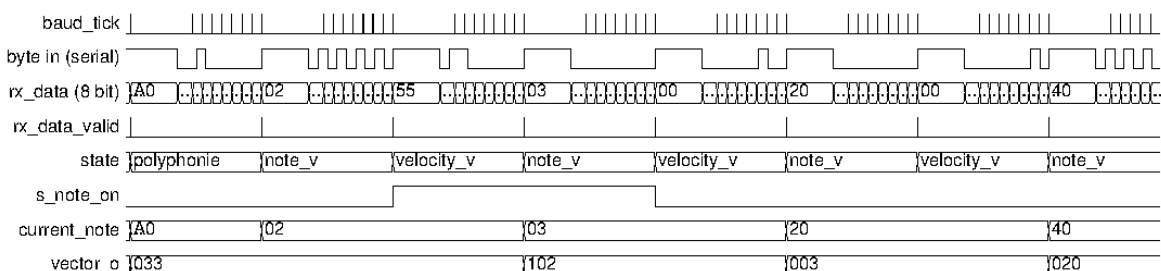 baud_tick
byte in (serial)
rx_data (8 bit) A0 02 55 03 00 20 00 40
rx_data_valid
state polyphonie note_v velocity_v note_v velocity_v note_v velocity_v note_v
s_note_on
current_note A0 02 03 20 40
vector_o 033 102 003 020